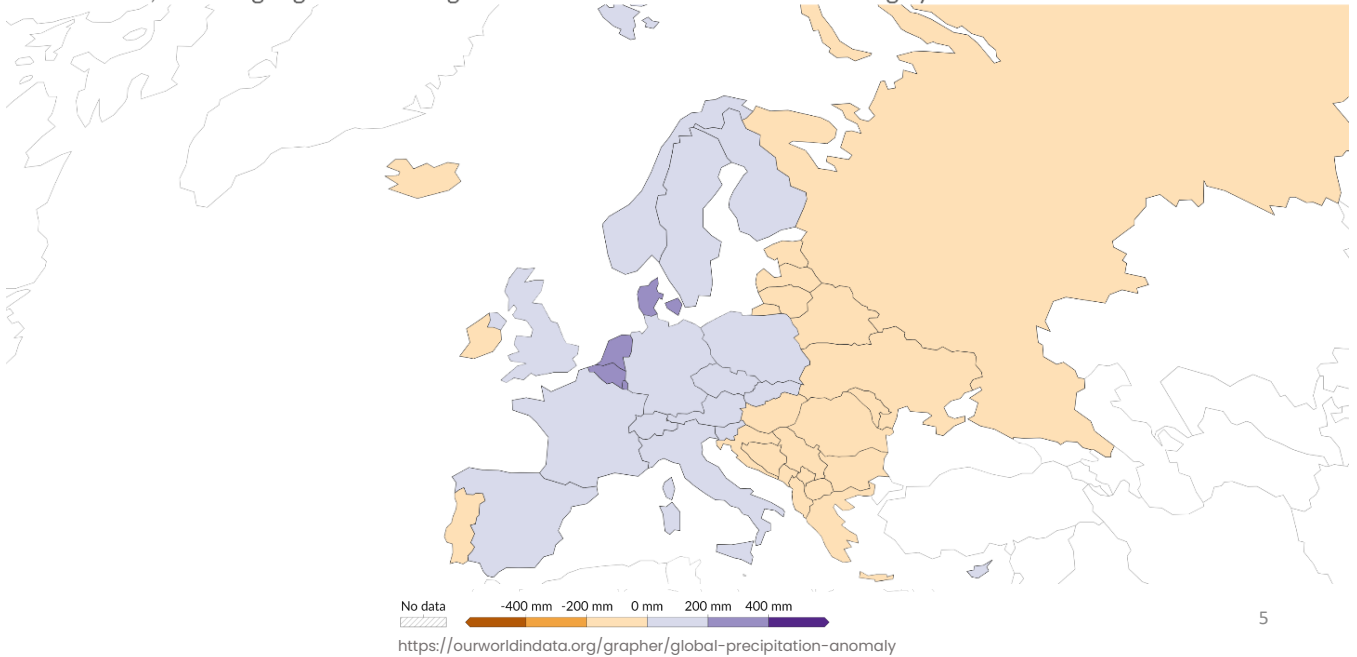 No data
-400 mm -200 mm 0 mm 200 mm 400 mm
5
https://ourworldindata.org/grapher/global-precipitation-anomaly